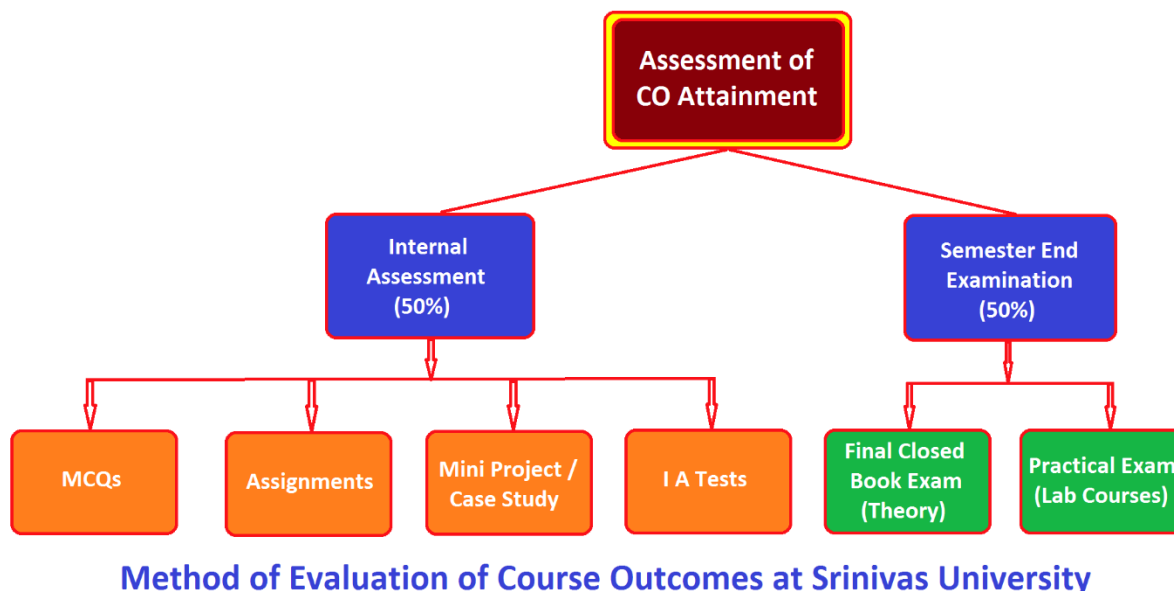 Assessment of
CO Attainment
Internal
Assessment
(50%)
Semester End
Examination
(50%)
MCQs
Assignments
Mini Project /
Case Study
I A Tests
Final Closed
Book Exam
(Theory)
Practical Exam
(Lab Courses)
Method of Evaluation of Course Outcomes at Srinivas University